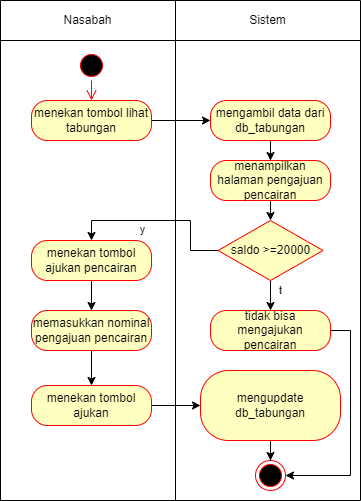 Nasabah
Sistem
menekan tombol lihat
tabungan
mengambil data dari
db_tabungan
menampilkan
halaman pengajuan
pencairan
saldo >=20000
y
t
menekan tombol
ajukan pencairan
memasukkan nominal
pengajuan pencairan
tidak bisa
mengajukan
pencairan
menekan tombol
ajukan
mengupdate
db_tabungan